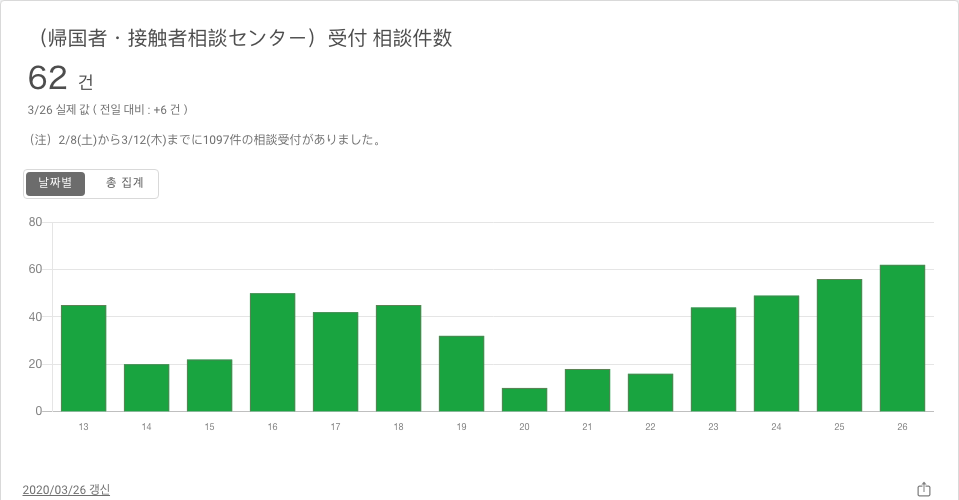 （帰国者・接触者相談センター）受付 相談件数
62 건
3/26 실제 값 ( 전일 대비 : +6 건 )
（注）2/8(土)から3/12(木)までに1097件の相談受付がありました。
날짜별 총 집계
80
60
40
20
0
13 14 15 16 17 18 19 20 21 22 23 24 25 26
2020/03/26 갱신